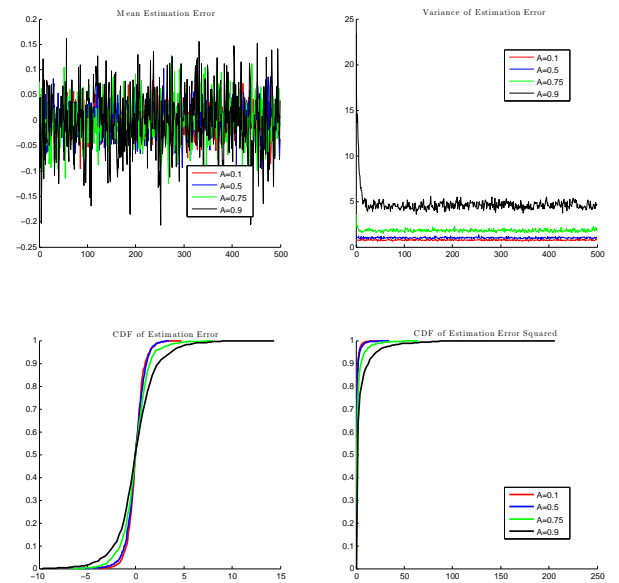 Mean Estimation Error
0.2
0.15
0.1
0.05
0
−0.05
−0.1
−0.15
−0.2
−0.25
0 100 200 300 400 500
A=0.1
A=0.5
A=0.75
A=0.9
Variance of Estimation Error
25
20
15
10
5
0
0 100 200 300 400 500
A=0.1
A=0.5
A=0.75
A=0.9
CDF of Estimation Error
1
0.9
0.8
0.7
0.6
0.5
0.4
0.3
0.2
0.1
0
−10 −5 0 5 10 15
CDF of Estimation Error Squared
1
0.9
0.8
0.7
0.6
0.5
0.4
0.3
0.2
0.1
0
0 50 100 150 200 250
A=0.1
A=0.5
A=0.75
A=0.9